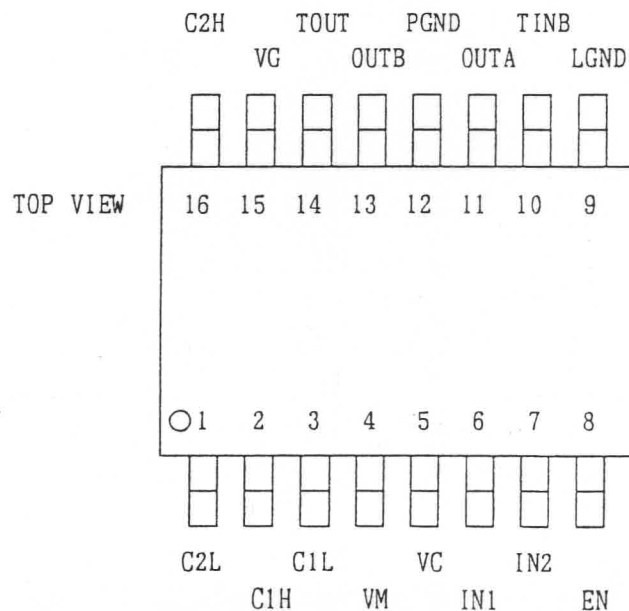 C2H TOUT PGND TINB
VG OUTB OUTA LGND
TOP VIEW 16 15 14 13 12 11 10 9
1 2 3 4 5 6 7 8
C2L C1L VC IN2
C1H VM IN1 EN